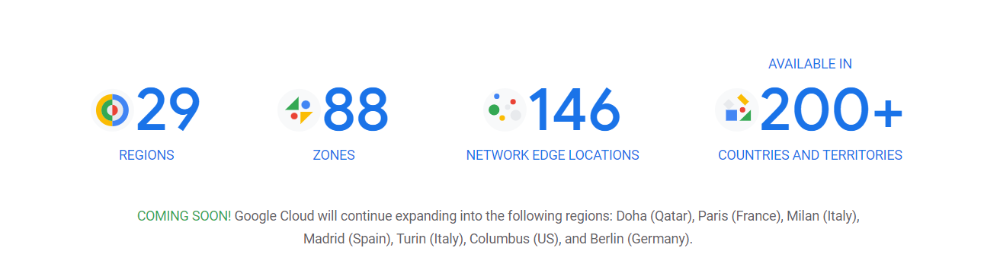 AVAILABLE IN
29
88
146
200+
REGIONS
ZONES
NETWORK EDGE LOCATIONS
COUNTRIES AND TERRITORIES
COMING SOON! Google Cloud will continue expanding into the following regions: Doha (Qatar), Paris (France), Milan (Italy),
Madrid (Spain), Turin (Italy), Columbus (US), and Berlin (Germany).